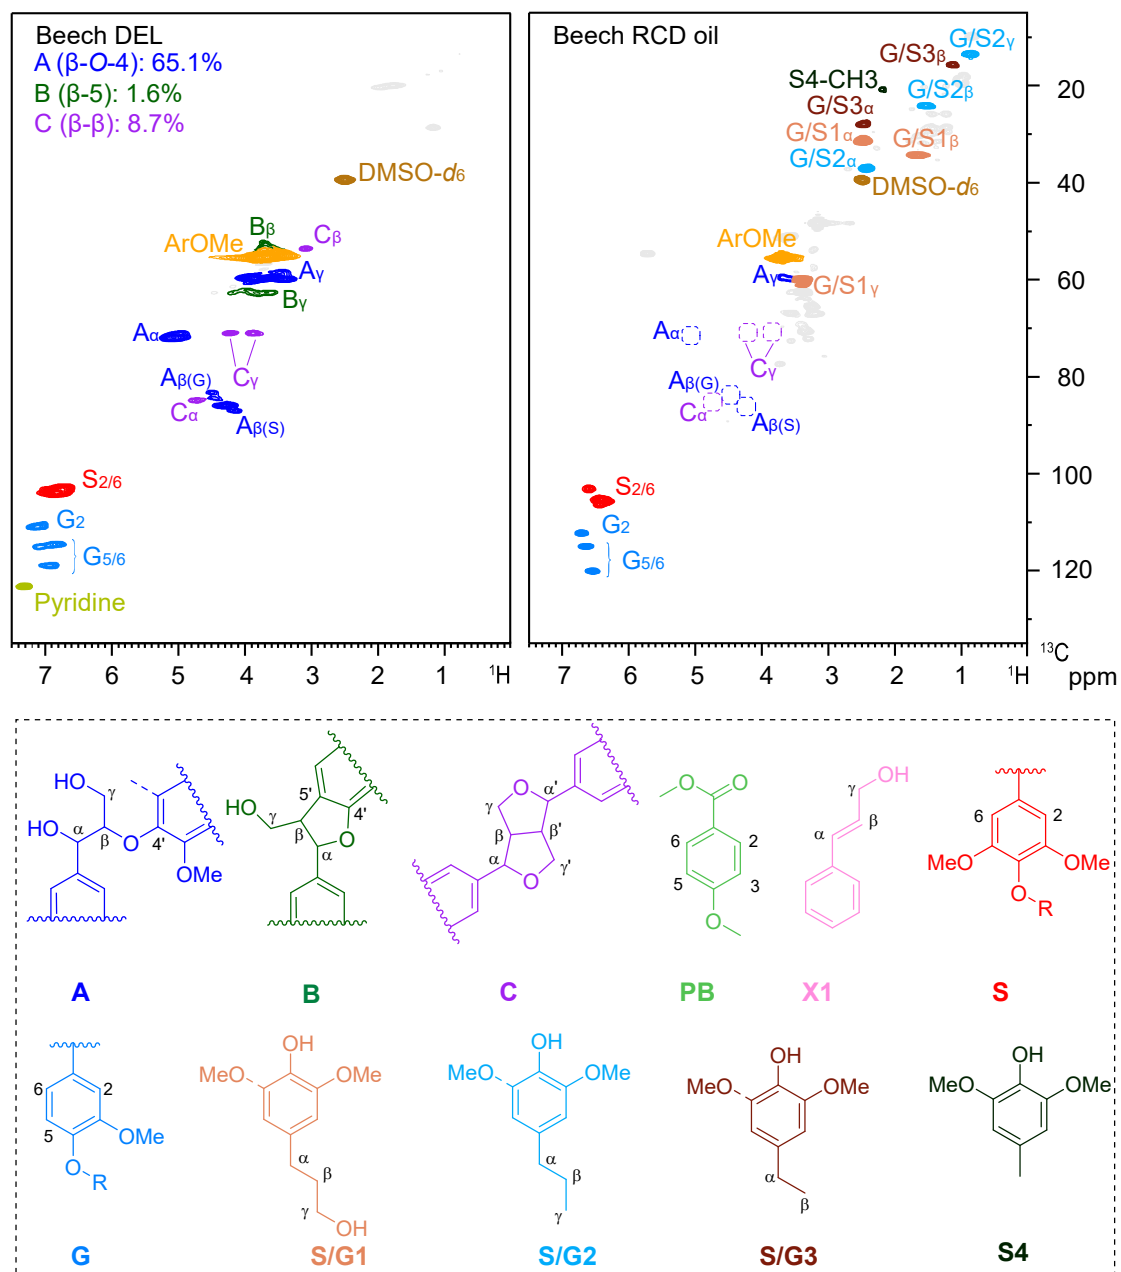 Beech DEL
A (β-O-4): 65.1%
B (β-5): 1.6%
C (β-β): 8.7%
DMSO-d6
Bβ
Cβ
ArOMe
Aγ
Bγ
Aα
Cγ
Aβ(G)
Cα
Aβ(S)
S2/6
G2
G5/6
Pyridine
7 6 5 4 3 2 1 ¹H
Beech RCD oil
G/S2γ
G/S3β
S4-CH3
G/S2β
G/S3α
G/S1α
G/S1β
G/S2α
DMSO-d6
ArOMe
Aγ
G/S1γ
Aα
Cγ
Aβ(G)
Cα
Aβ(S)
S2/6
G2
G5/6
20
40
60
80
100
120
¹³C
7 6 5 4 3 2 1 ¹H ppm
HO γ
HO α β O 4' OMe
A
5' 4'
HO γ β α O
B
O α' γ β β' α γ' O
C
O O
6 2
5 3
O
PB
OH
γ β α
X1
6 2
MeO OMe
O R
S
6 2
5 OMe
O R
G
OH
MeO OMe
α β γ OH
S/G1
OH
MeO OMe
α β γ
S/G2
OH
MeO OMe
α β
S/G3
OH
MeO OMe
S4